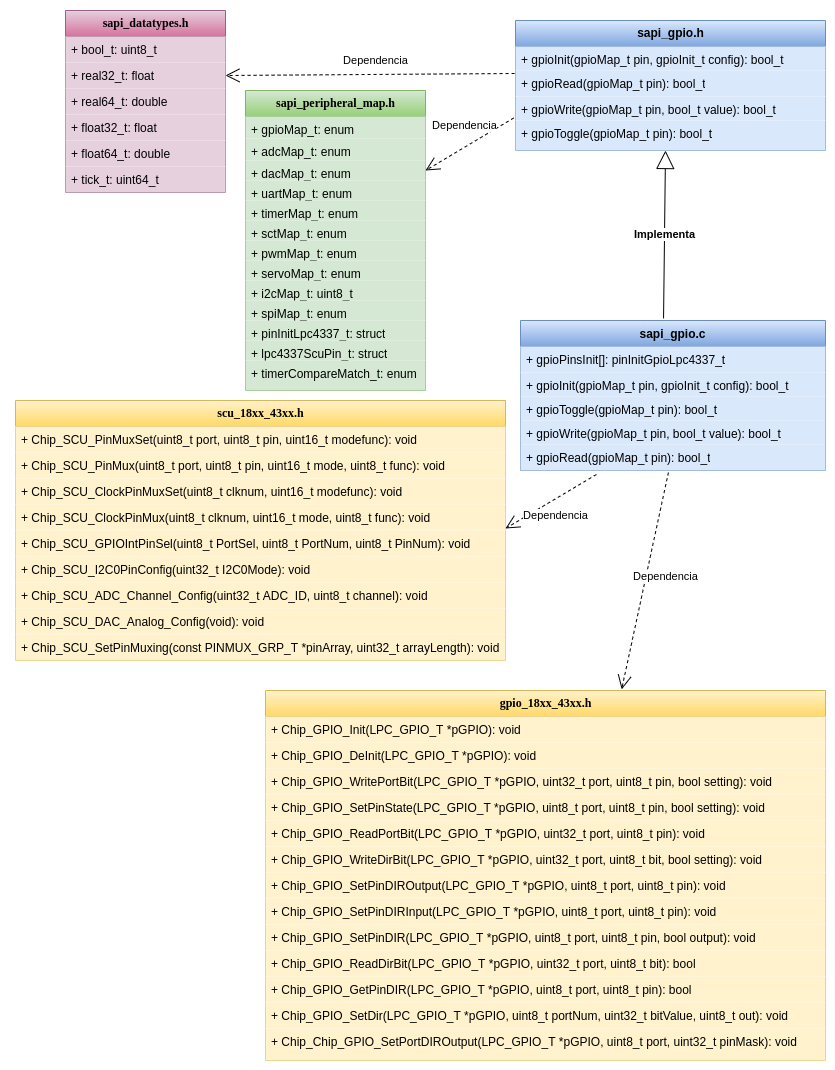 sapi_datatypes.h
+ bool_t: uint8_t
+ real32_t: float
+ real64_t: double
+ float32_t: float
+ float64_t: double
+ tick_t: uint64_t
Dependencia
sapi_gpio.h
+ gpioInit(gpioMap_t pin, gpioInit_t config): bool_t
+ gpioRead(gpioMap_t pin): bool_t
+ gpioWrite(gpioMap_t pin, bool_t value): bool_t
+ gpioToggle(gpioMap_t pin): bool_t
sapi_peripheral_map.h
+ gpioMap_t: enum
+ adcMap_t: enum
+ dacMap_t: enum
+ uartMap_t: enum
+ timerMap_t: enum
+ sctMap_t: enum
+ pwmMap_t: enum
+ servoMap_t: enum
+ i2cMap_t: uint8_t
+ spiMap_t: enum
+ pinInitLpc4337_t: struct
+ lpc4337ScuPin_t: struct
+ timerCompareMatch_t: enum
Dependencia
Implementa
sapi_gpio.c
+ gpioPinsInit[]: pinInitGpioLpc4337_t
+ gpioInit(gpioMap_t pin, gpioInit_t config): bool_t
+ gpioToggle(gpioMap_t pin): bool_t
+ gpioWrite(gpioMap_t pin, bool_t value): bool_t
+ gpioRead(gpioMap_t pin): bool_t
scu_18xx_43xx.h
+ Chip_SCU_PinMuxSet(uint8_t port, uint8_t pin, uint16_t modefunc): void
+ Chip_SCU_PinMux(uint8_t port, uint8_t pin, uint16_t mode, uint8_t func): void
+ Chip_SCU_ClockPinMuxSet(uint8_t clknum, uint16_t modefunc): void
+ Chip_SCU_ClockPinMux(uint8_t clknum, uint16_t mode, uint8_t func): void
+ Chip_SCU_GPIOIntPinSel(uint8_t PortSel, uint8_t PortNum, uint8_t PinNum): void
+ Chip_SCU_I2C0PinConfig(uint32_t I2C0Mode): void
+ Chip_SCU_ADC_Channel_Config(uint32_t ADC_ID, uint8_t channel): void
+ Chip_SCU_DAC_Analog_Config(void): void
+ Chip_SCU_SetPinMuxing(const PINMUX_GRP_T *pinArray, uint32_t arrayLength): void
Dependencia
Dependencia
gpio_18xx_43xx.h
+ Chip_GPIO_Init(LPC_GPIO_T *pGPIO): void
+ Chip_GPIO_DeInit(LPC_GPIO_T *pGPIO): void
+ Chip_GPIO_WritePortBit(LPC_GPIO_T *pGPIO, uint32_t port, uint8_t pin, bool setting): void
+ Chip_GPIO_SetPinState(LPC_GPIO_T *pGPIO, uint8_t port, uint8_t pin, bool setting): void
+ Chip_GPIO_ReadPortBit(LPC_GPIO_T *pGPIO, uint32_t port, uint8_t pin): void
+ Chip_GPIO_WriteDirBit(LPC_GPIO_T *pGPIO, uint32_t port, uint8_t bit, bool setting): void
+ Chip_GPIO_SetPinDIROutput(LPC_GPIO_T *pGPIO, uint8_t port, uint8_t pin): void
+ Chip_GPIO_SetPinDIRInput(LPC_GPIO_T *pGPIO, uint8_t port, uint8_t pin): void
+ Chip_GPIO_SetPinDIR(LPC_GPIO_T *pGPIO, uint8_t port, uint8_t pin, bool output): void
+ Chip_GPIO_ReadDirBit(LPC_GPIO_T *pGPIO, uint32_t port, uint8_t bit): bool
+ Chip_GPIO_GetPinDIR(LPC_GPIO_T *pGPIO, uint8_t port, uint8_t pin): bool
+ Chip_GPIO_SetDir(LPC_GPIO_T *pGPIO, uint8_t portNum, uint32_t bitValue, uint8_t out): void
+ Chip_Chip_GPIO_SetPortDIROutput(LPC_GPIO_T *pGPIO, uint8_t port, uint32_t pinMask): void